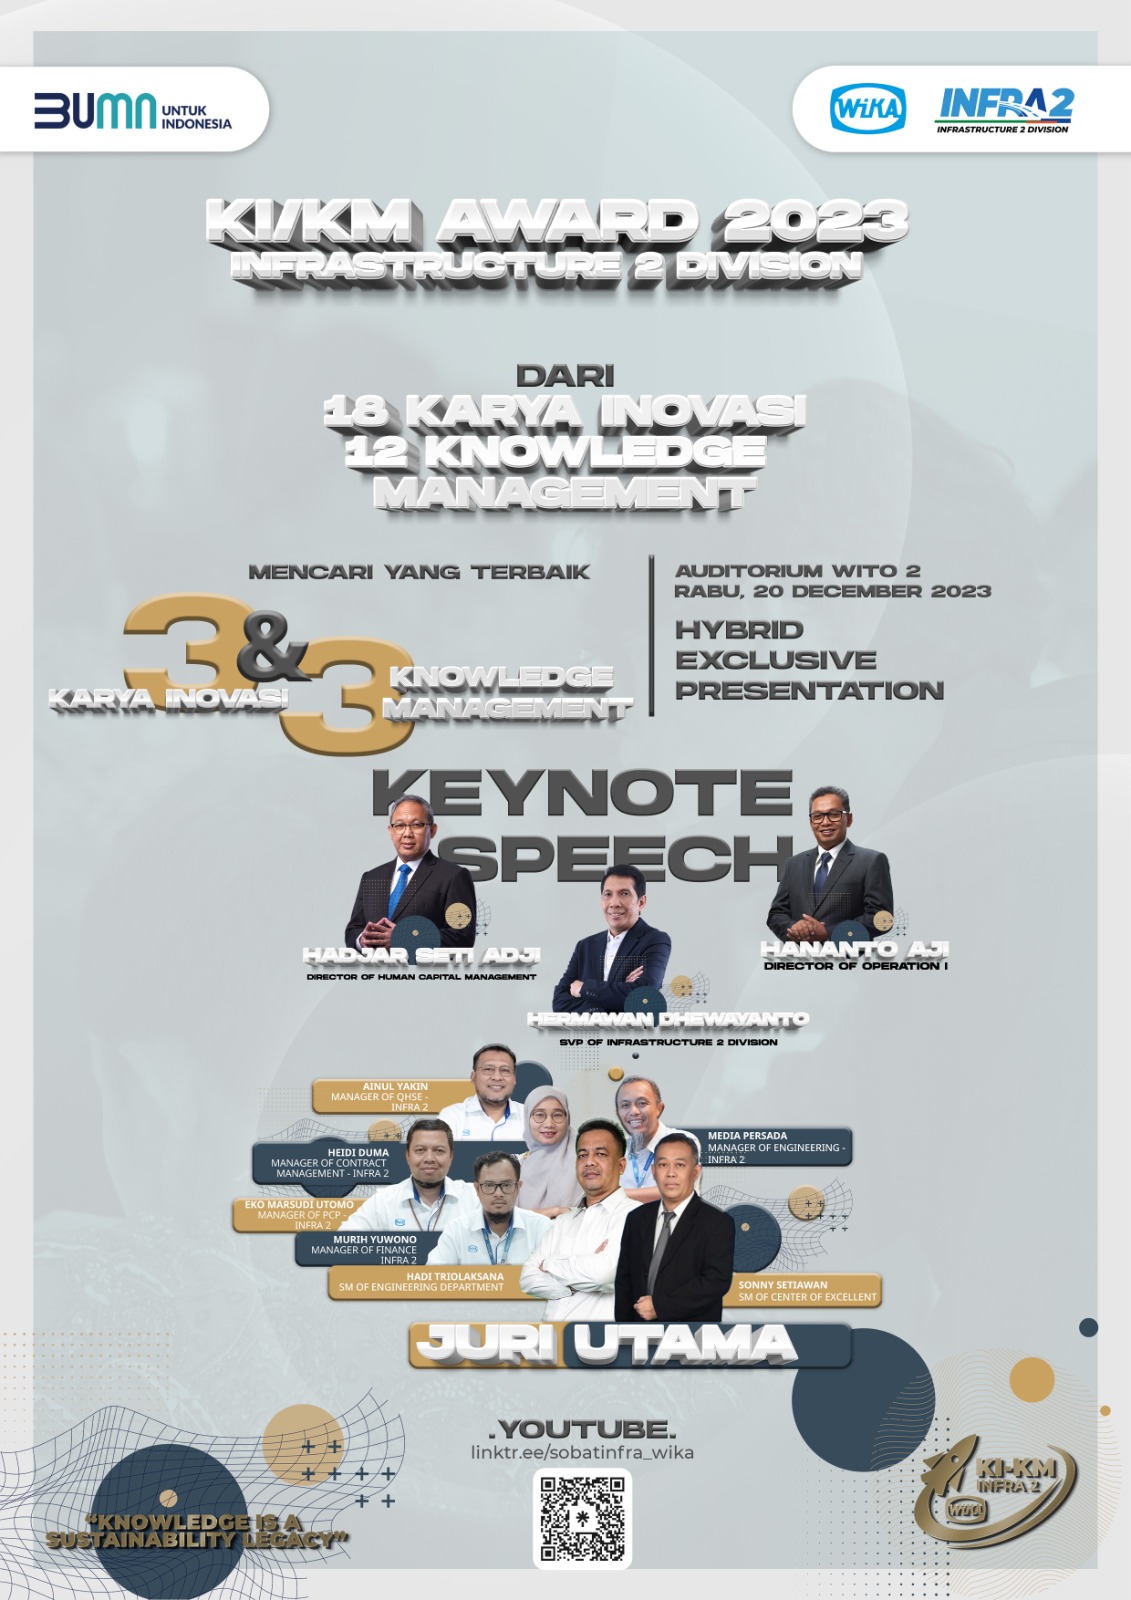 BUMN UNTUK
INDONESIA
WIKA
INFRA2
INFRASTRUCTURE 2 DIVISION
KI/KM AWARD 2023
INFRASTRUCTURE 2 DIVISION
DARI
18 KARYA INOVASI
12 KNOWLEDGE
MANAGEMENT
MENCARI YANG TERBAIK
3 & 3
KARYA INOVASI
KNOWLEDGE
MANAGEMENT
AUDITORIUM WITO 2
RABU, 20 DECEMBER 2023
HYBRID
EXCLUSIVE
PRESENTATION
KEYNOTE
SPEECH
HADJAR SETI ADJI
DIRECTOR OF HUMAN CAPITAL MANAGEMENT
HANANTO AJI
DIRECTOR OF OPERATION I
HERMAWAN DHEWAYANTO
SVP OF INFRASTRUCTURE 2 DIVISION
AINUL YAKIN
MANAGER OF QHSE -
INFRA 2
MEDIA PERSADA
MANAGER OF ENGINEERING -
INFRA 2
HEIDI DUMA
MANAGER OF CONTRACT
MANAGEMENT - INFRA 2
EKO MARSUDI UTOMO
MANAGER OF PCP -
INFRA 2
MURIH YUWONO
MANAGER OF FINANCE
INFRA 2
HADI TRIOLAKSANA
SM OF ENGINEERING DEPARTMENT
SONNY SETIAWAN
SM OF CENTER OF EXCELLENT
JURI UTAMA
.YOUTUBE.
linktr.ee/sobatinfra_wika
"KNOWLEDGE IS A
SUSTAINABILITY LEGACY"
KI-KM
INFRA 2
WIKA